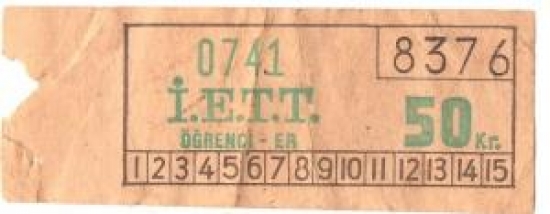 0741 8376
İ.E.T.T. 50 Kr.
ÖĞRENCİ - ER
1 2 3 4 5 6 7 8 9 10 11 12 13 14 15